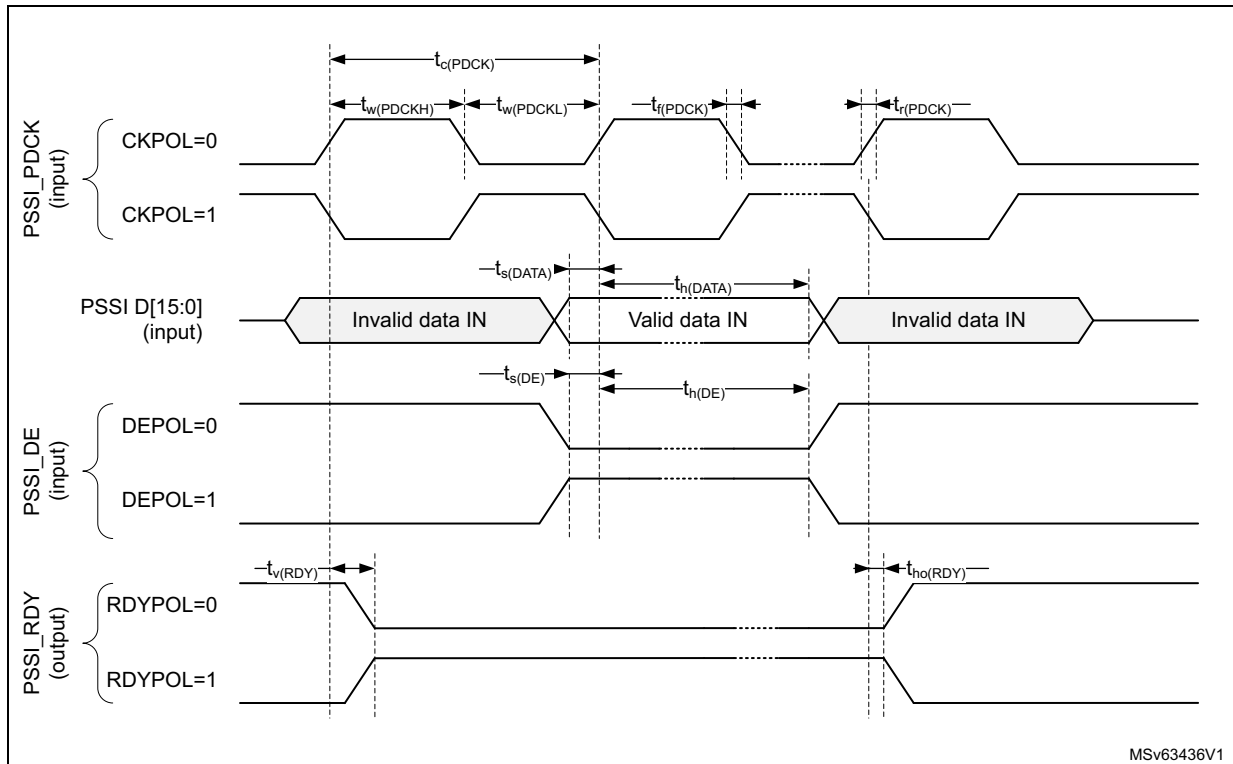 tc(PDCK)
tw(PDCKH)
tw(PDCKL)
tf(PDCK)
tr(PDCK)
PSSI_PDCK
(input)
CKPOL=0
CKPOL=1
ts(DATA)
th(DATA)
PSSI D[15:0]
(input)
Invalid data IN
Valid data IN
Invalid data IN
ts(DE)
th(DE)
PSSI_DE
(input)
DEPOL=0
DEPOL=1
tv(RDY)
tho(RDY)
PSSI_RDY
(output)
RDYPOL=0
RDYPOL=1
MSv63436V1